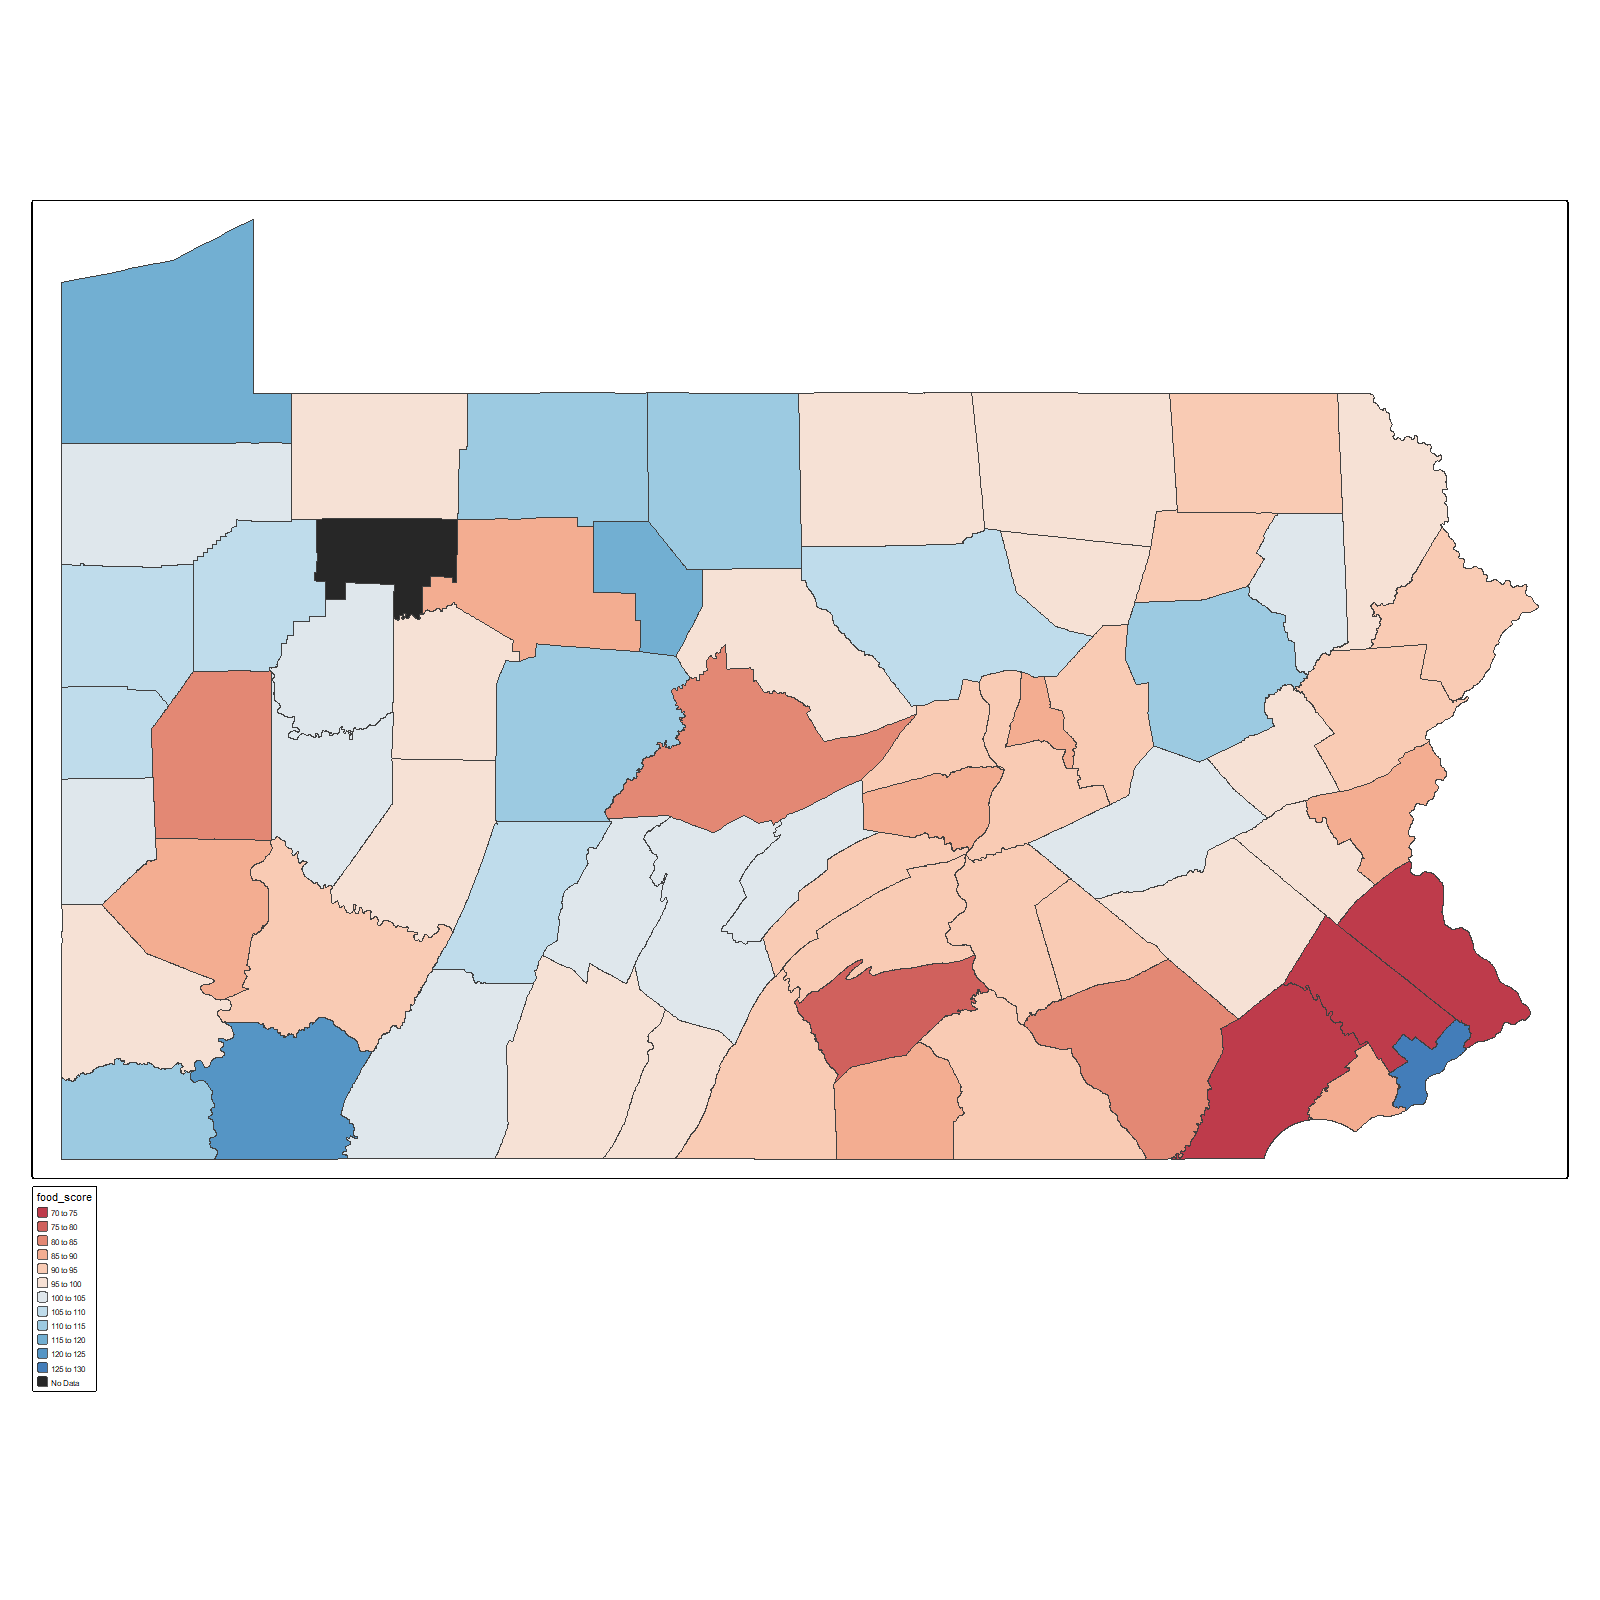 food_score
70 to 75
75 to 80
80 to 85
85 to 90
90 to 95
95 to 100
100 to 105
105 to 110
110 to 115
115 to 120
120 to 125
125 to 130
No Data